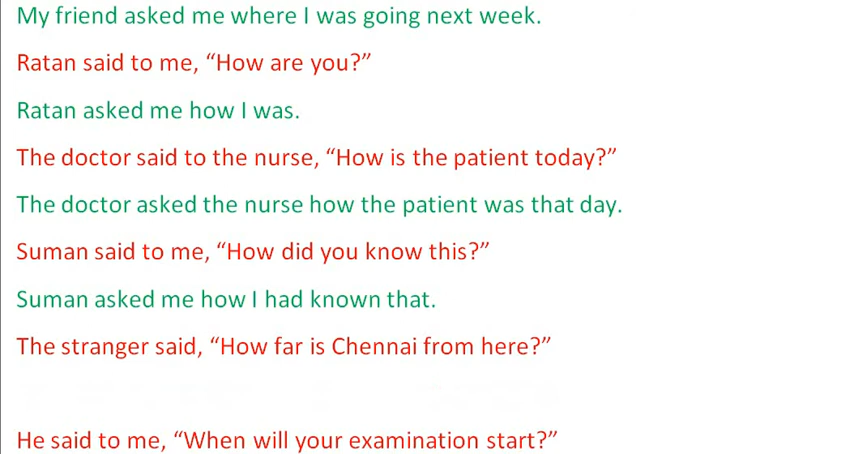 My friend asked me where I was going next week.
Ratan said to me, “How are you?”
Ratan asked me how I was.
The doctor said to the nurse, “How is the patient today?”
The doctor asked the nurse how the patient was that day.
Suman said to me, “How did you know this?”
Suman asked me how I had known that.
The stranger said, “How far is Chennai from here?”
He said to me, “When will your examination start?”